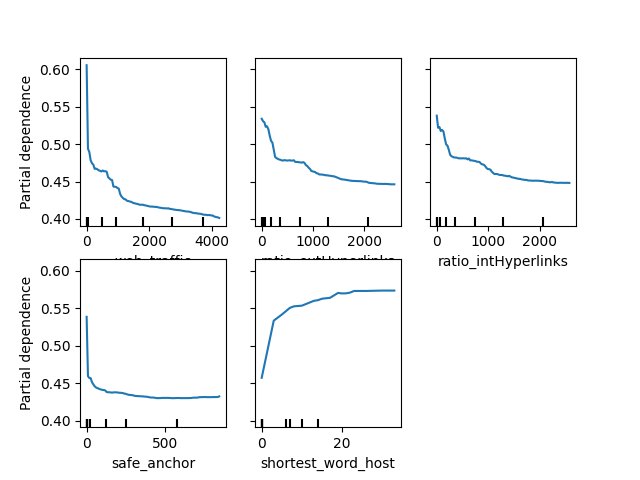 0.60
0.55
0.50
0.45
0.40
Partial dependence
0 2000 4000
0 1000 2000
0 1000 2000
web_traffic
ratio_extHyperlinks
ratio_intHyperlinks
0.60
0.55
0.50
0.45
0.40
Partial dependence
0 500
0 20
safe_anchor
shortest_word_host